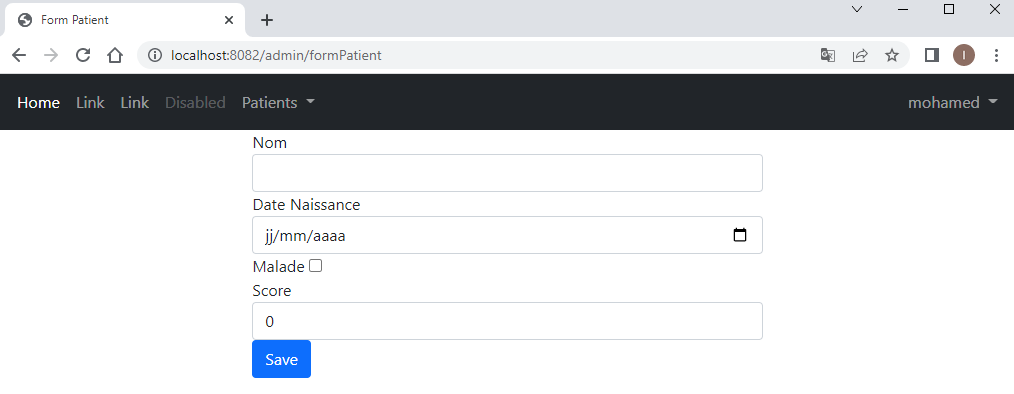 Form Patient
localhost:8082/admin/formPatient
I
Home Link Link Disabled Patients mohamed
Nom
Date Naissance
jj/mm/aaaa
Malade
Score
0
Save